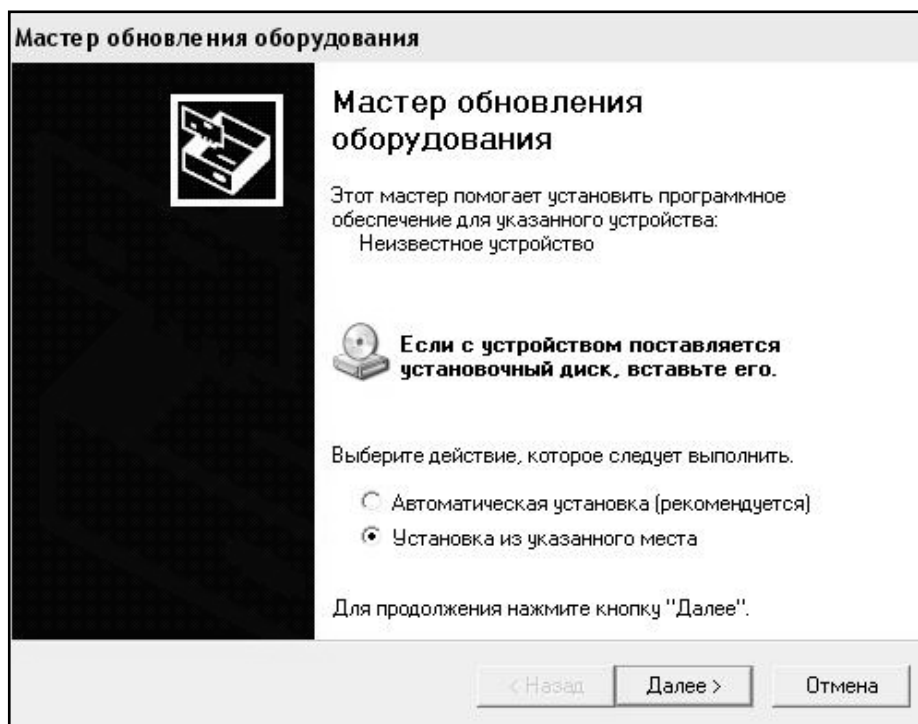 Мастер обновления оборудования
Мастер обновления
оборудования
Этот мастер помогает установить программное
обеспечение для указанного устройства:
Неизвестное устройство
Если с устройством поставляется
установочный диск, вставьте его.
Выберите действие, которое следует выполнить.
Автоматическая установка (рекомендуется)
Установка из указанного места
Для продолжения нажмите кнопку "Далее".
< Назад
Далее >
Отмена